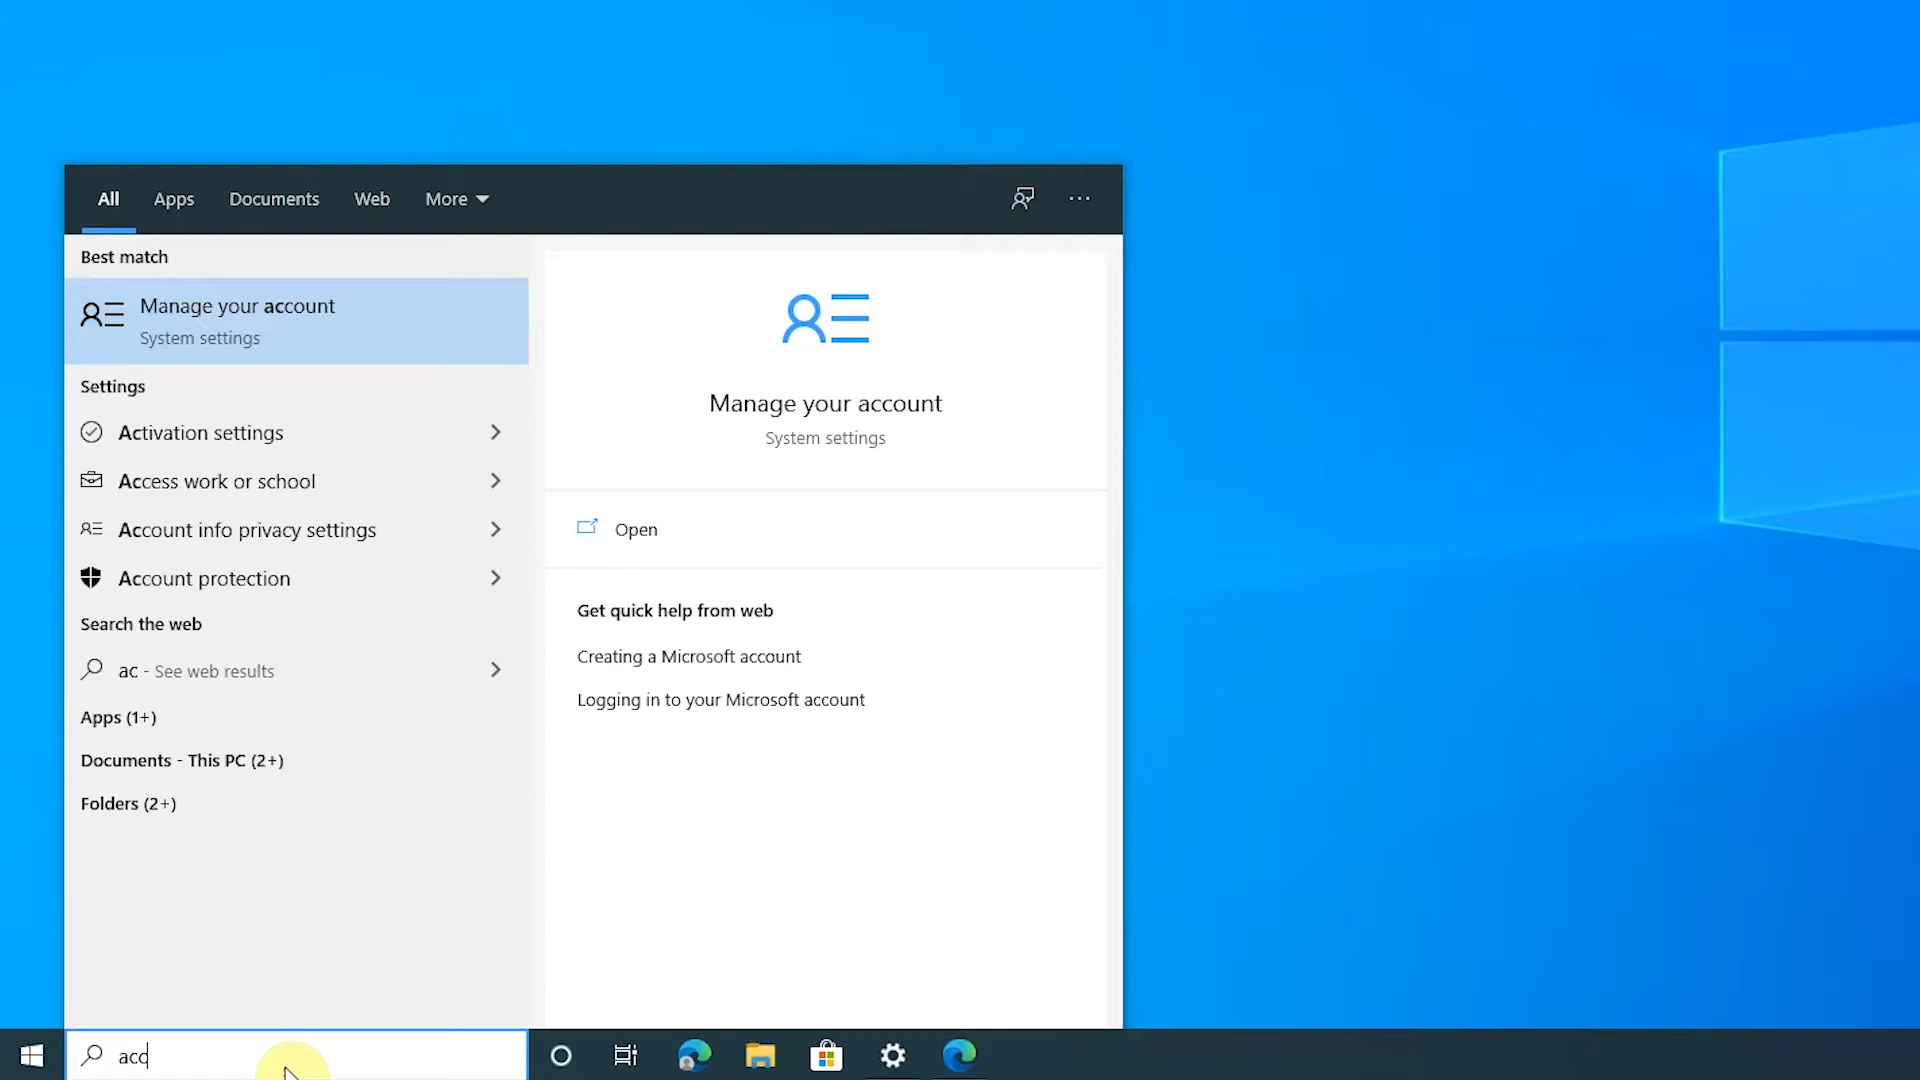 All Apps Documents Web More
Best match
Manage your account
System settings
Settings
Activation settings
Access work or school
Account info privacy settings
Account protection
Search the web
ac - See web results
Apps (1+)
Documents - This PC (2+)
Folders (2+)
Manage your account
System settings
Open
Get quick help from web
Creating a Microsoft account
Logging in to your Microsoft account
acc